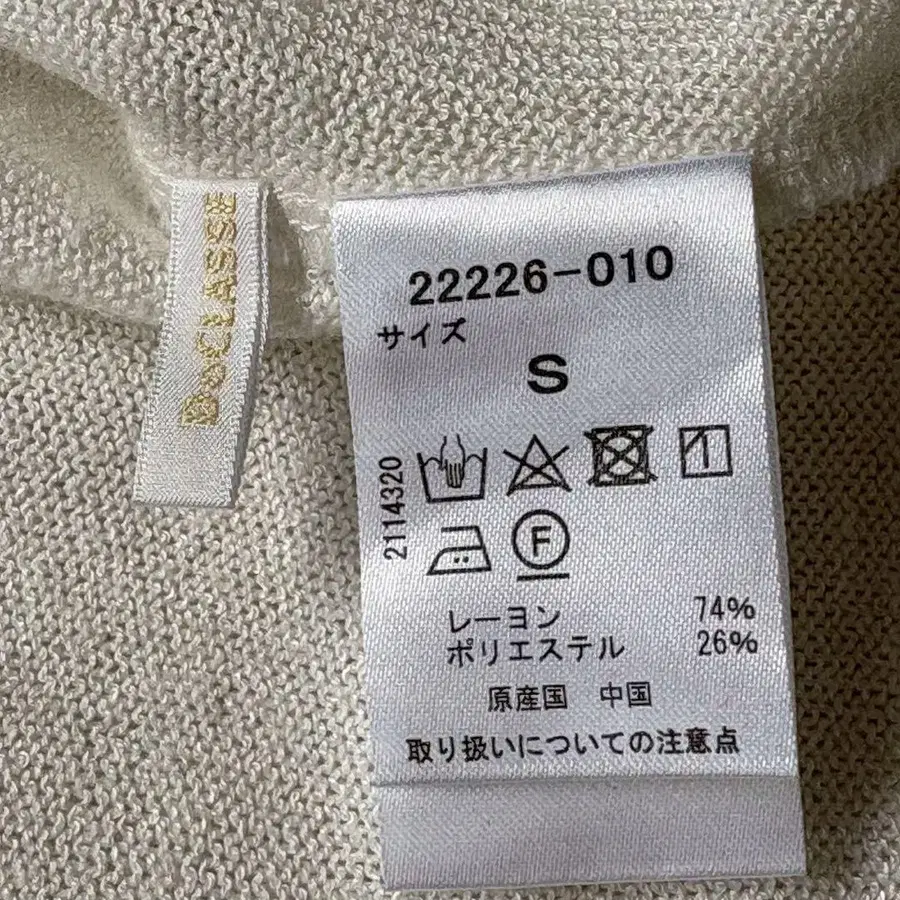 DoCLASSE
22226-010
サイズ
S
2114320
F
レーヨン 74%
ポリエステル 26%
原産国 中国
取り扱いについての注意点